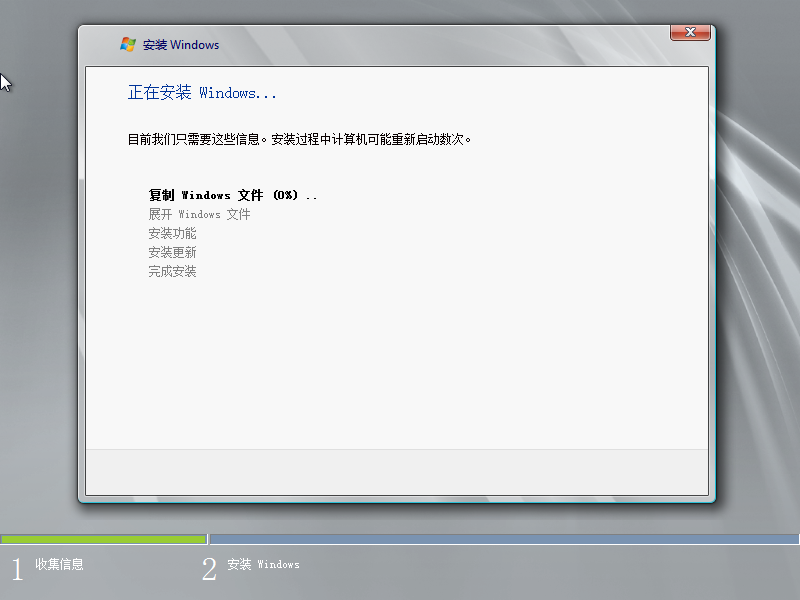 安装 Windows
正在安装 Windows...
目前我们只需要这些信息。安装过程中计算机可能重新启动数次。
复制 Windows 文件 (0%) ..
展开 Windows 文件
安装功能
安装更新
完成安装
1 收集信息
2 安装 Windows